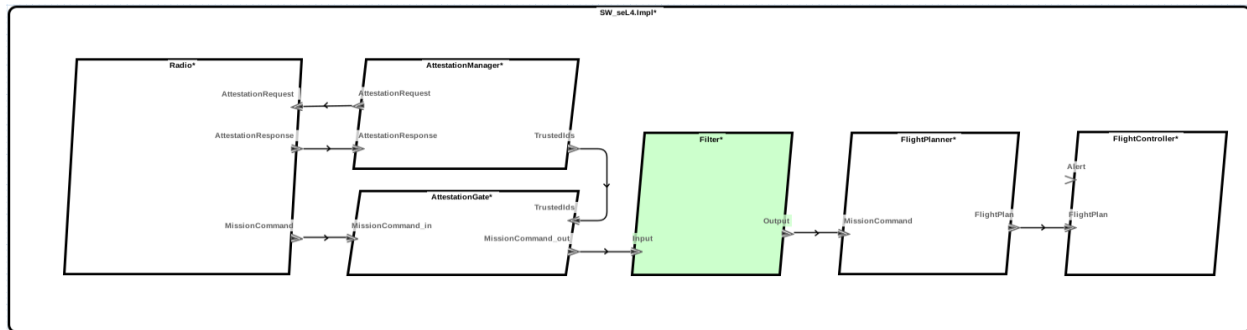 SW_seL4.Impl*
Radio*
AttestationRequest
AttestationResponse
MissionCommand
AttestationManager*
AttestationRequest
AttestationResponse
TrustedIds
AttestationGate*
TrustedIds
MissionCommand_in
MissionCommand_out
Filter*
Input
Output
FlightPlanner*
MissionCommand
FlightPlan
FlightController*
Alert
FlightPlan